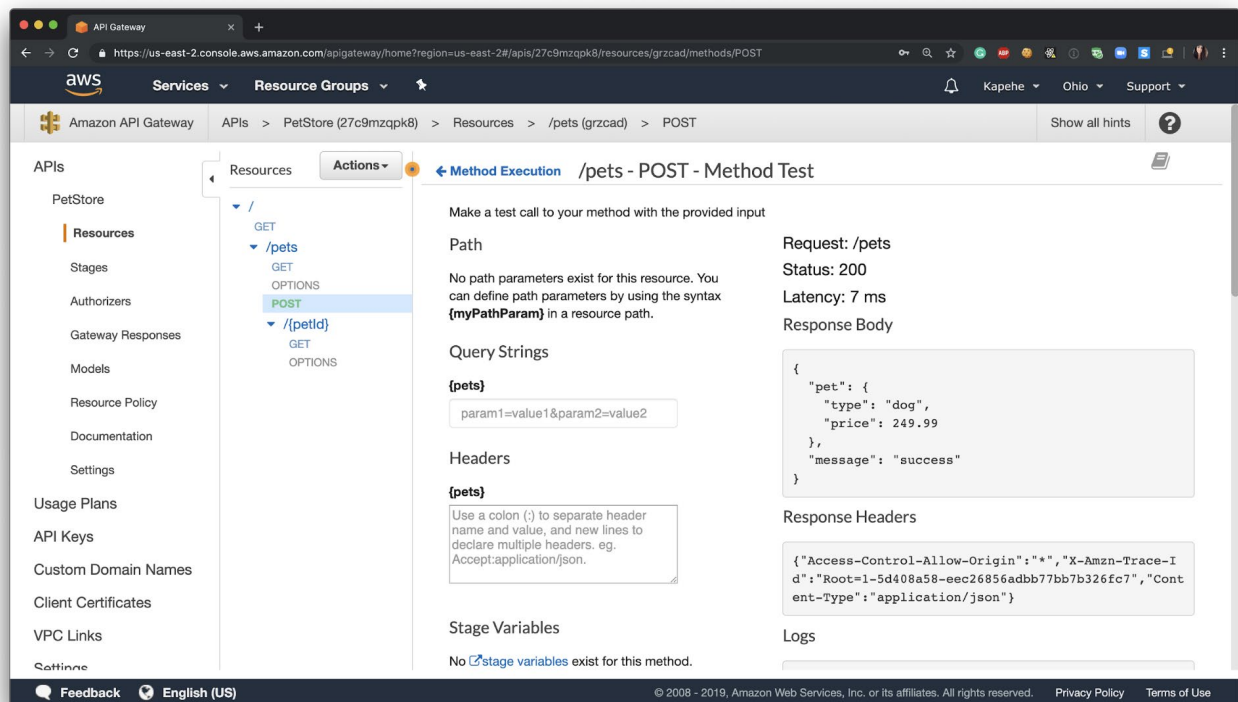 API Gateway
https://us-east-2.console.aws.amazon.com/apigateway/home?region=us-east-2#/apis/27c9mzqpk8/resources/grzcad/methods/POST
ABP
S
aws
Services
Resource Groups
Kapehe
Ohio
Support
Amazon API Gateway
APIs > PetStore (27c9mzqpk8) > Resources > /pets (grzcad) > POST
Show all hints
?
APIs
PetStore
Resources
Stages
Authorizers
Gateway Responses
Models
Resource Policy
Documentation
Settings
Usage Plans
API Keys
Custom Domain Names
Client Certificates
VPC Links
Settings
Resources
Actions
/
GET
/pets
GET
OPTIONS
POST
/{petId}
GET
OPTIONS
Method Execution
/pets - POST - Method Test
Make a test call to your method with the provided input
Path
No path parameters exist for this resource. You
can define path parameters by using the syntax
{myPathParam} in a resource path.
Query Strings
{pets}
param1=value1&param2=value2
Headers
{pets}
Use a colon (:) to separate header
name and value, and new lines to
declare multiple headers. eg.
Accept:application/json.
Stage Variables
No stage variables exist for this method.
Request: /pets
Status: 200
Latency: 7 ms
Response Body
{
"pet": {
"type": "dog",
"price": 249.99
},
"message": "success"
}
Response Headers
{"Access-Control-Allow-Origin":"*","X-Amzn-Trace-I
d":"Root=1-5d408a58-eec26856adbb77bb7b326fc7","Cont
ent-Type":"application/json"}
Logs
Feedback
English (US)
© 2008 - 2019, Amazon Web Services, Inc. or its affiliates. All rights reserved.
Privacy Policy
Terms of Use